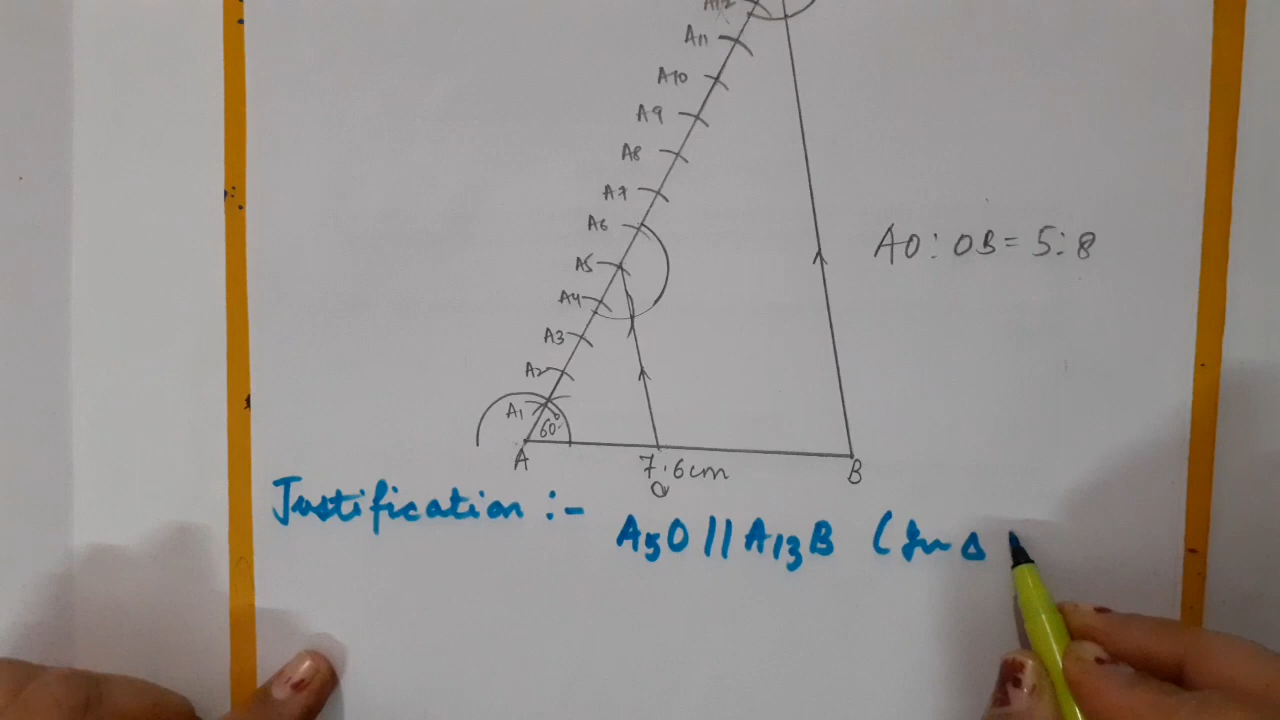 A12
A11
A10
A9
A8
A7
A6
A5
AO : OB = 5:8
A4
A3
A2
A1
60°
A
7.6cm
B
O
Justification :-
A₅O || A₁₃B (In Δ